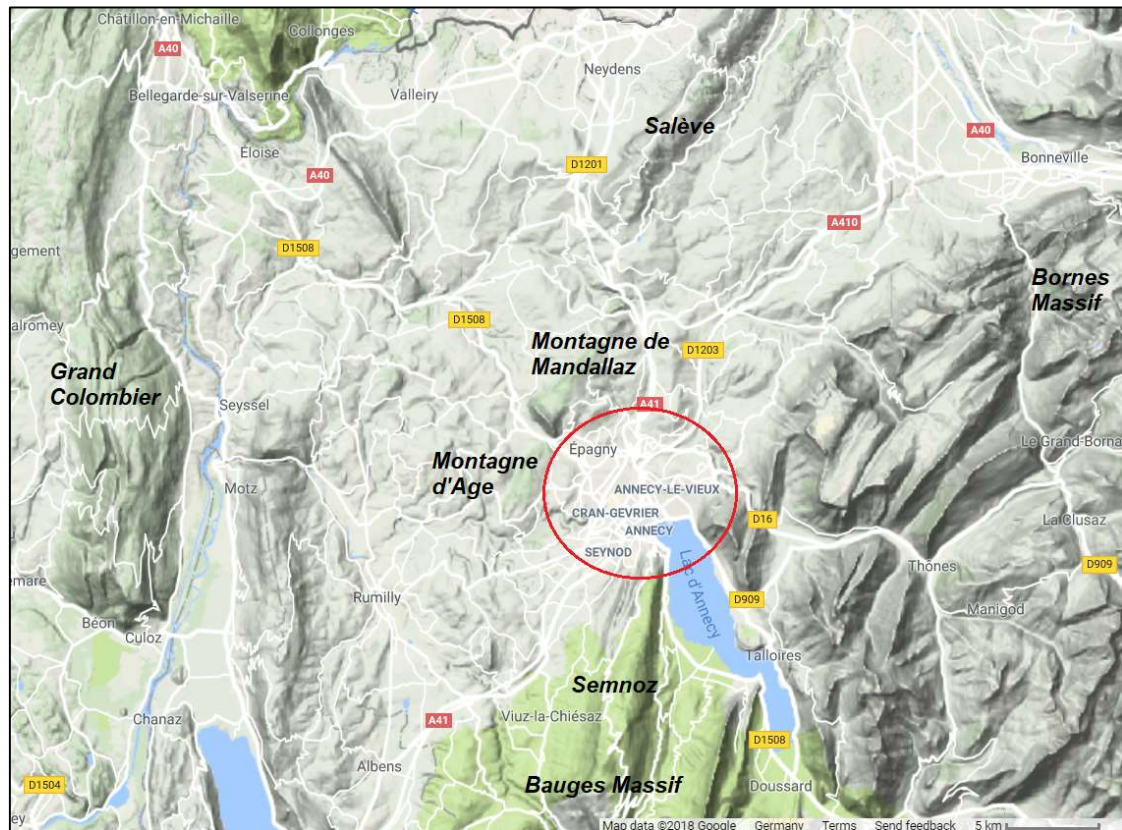 Châtillon-en-Michaille
Collonges
A40
Neydens
Bellegarde-sur-Valserine
Valleiry
Salève
A40
Bonneville
Éloise
A40
D1201
A410
D1508
gement
Bornes
Massif
D1508
alromey
Montagne de
Mandallaz
D1203
Grand
Colombier
Seyssel
A41
Le Grand-Borna
Épagny
Montagne
d'Age
Motz
ANNECY-LE-VIEUX
CRAN-GEVRIER
ANNECY
D16
La Clusaz
SEYNOD
Lac d'Annecy
Thônes
D909
emare
Rumilly
D909
Manigod
Béon
Culoz
Talloires
Semnoz
Chanaz
A41
Viuz-la-Chiésaz
D1508
Albens
D1504
Bauges Massif
Doussard
ey
Map data ©2018 Google Germany Terms Send feedback 5 km